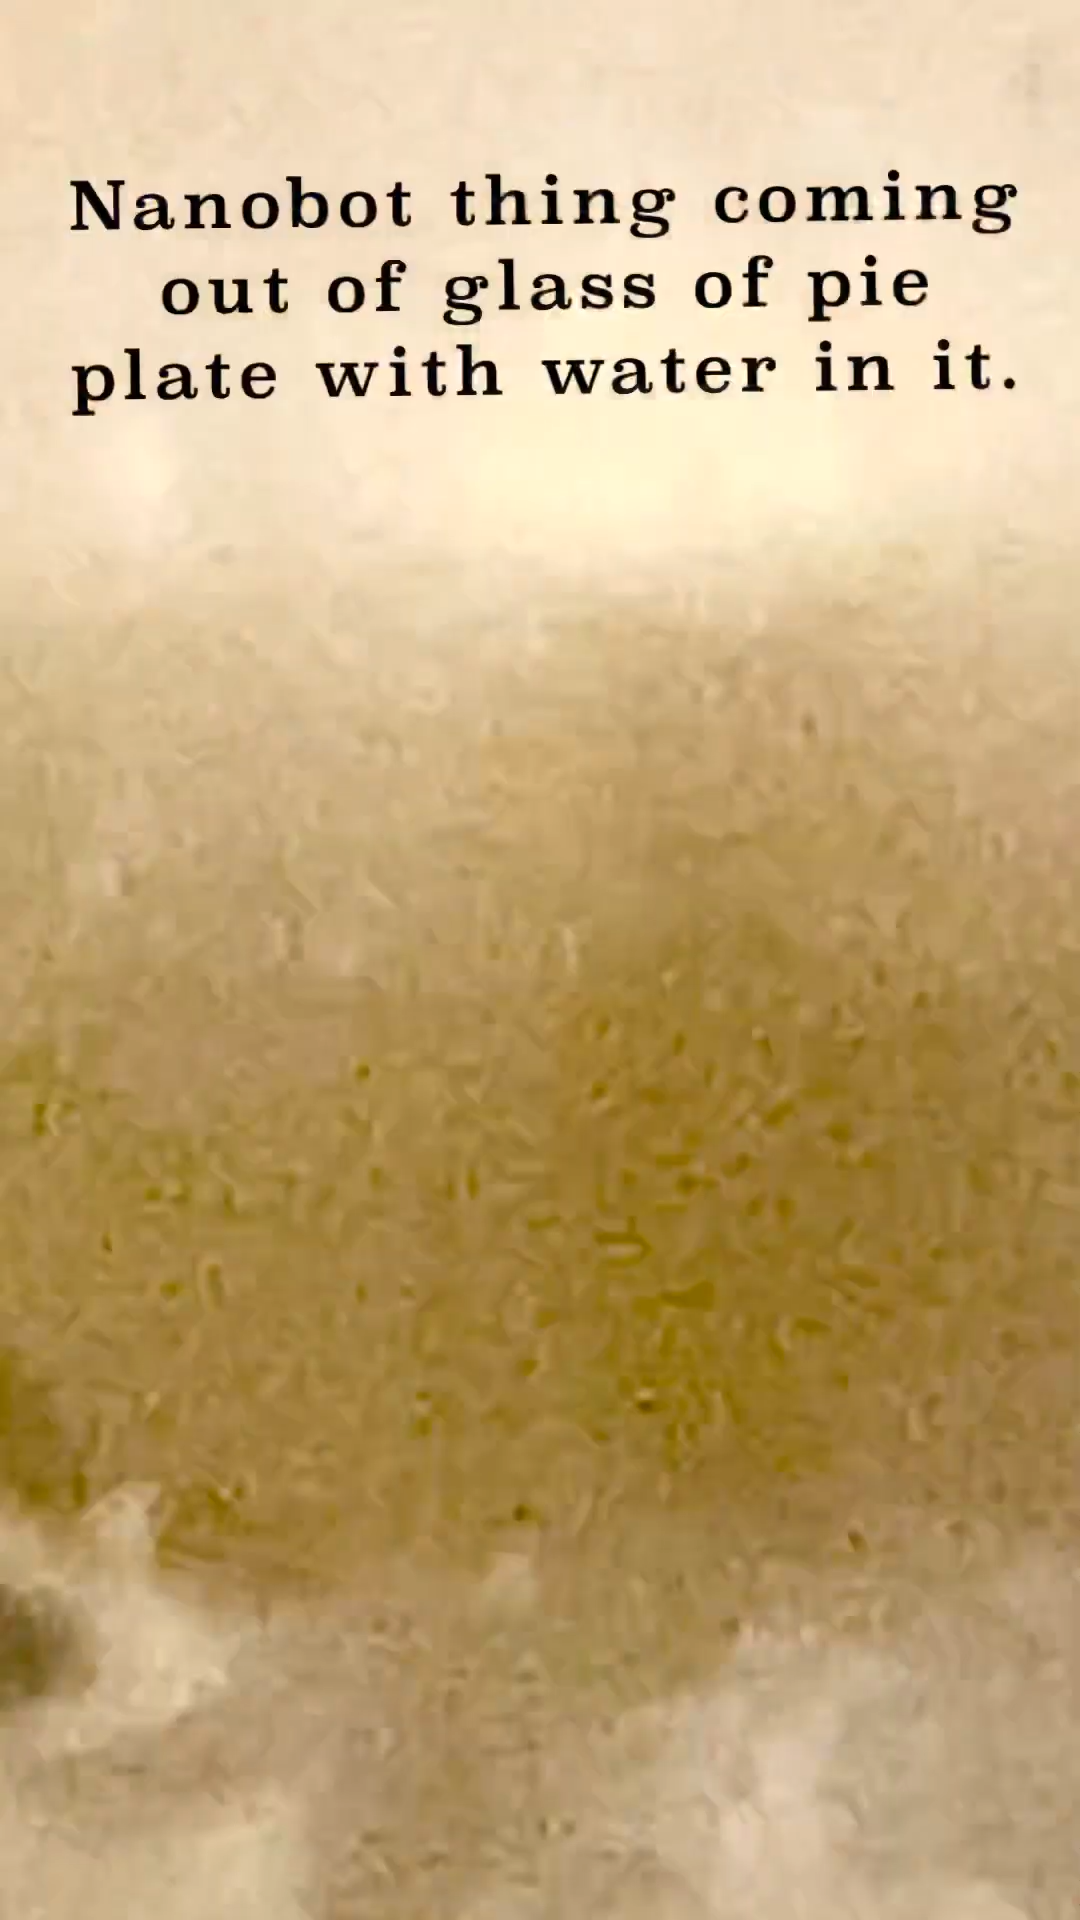 Nanobot thing coming
out of glass of pie
plate with water in it.